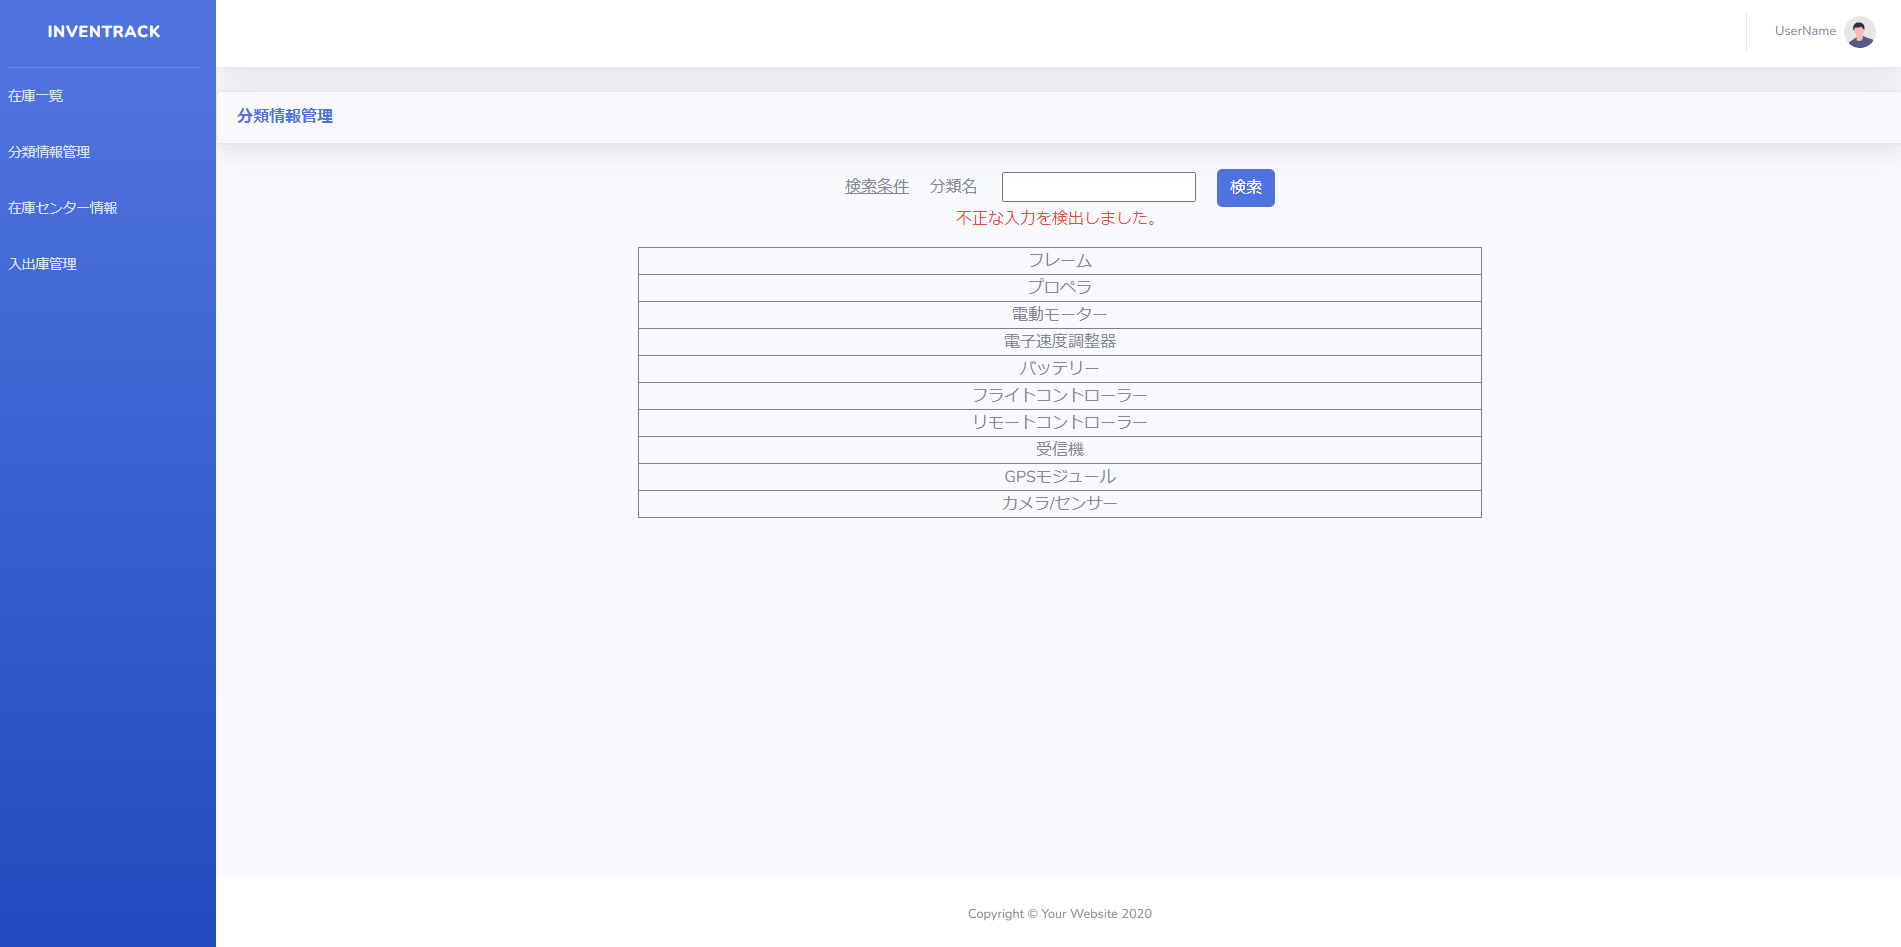 INVENTRACK
UserName
在庫一覧
分類情報管理
在庫センター情報
入出庫管理
分類情報管理
検索条件 分類名 検索
不正な入力を検出しました。
フレーム
プロペラ
電動モーター
電子速度調整器
バッテリー
フライトコントローラー
リモートコントローラー
受信機
GPSモジュール
カメラ/センサー
Copyright © Your Website 2020